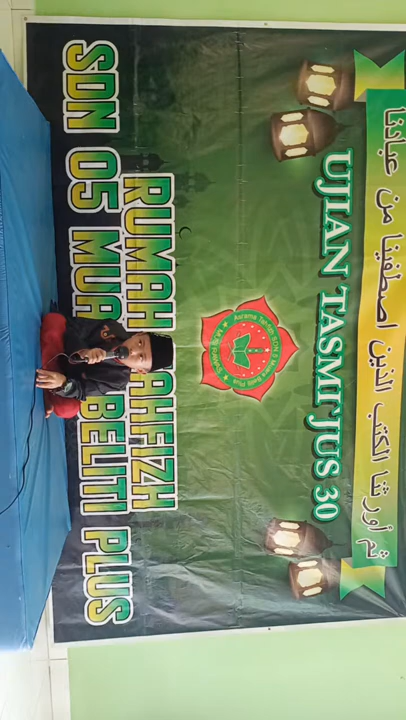 ثم أورثنا الكتب الذين اصطفينا من عبادنا
UJIAN TASMI' JUS 30
RUMAH TAHFIZH
SDN 05 MUARA BELITI PLUS